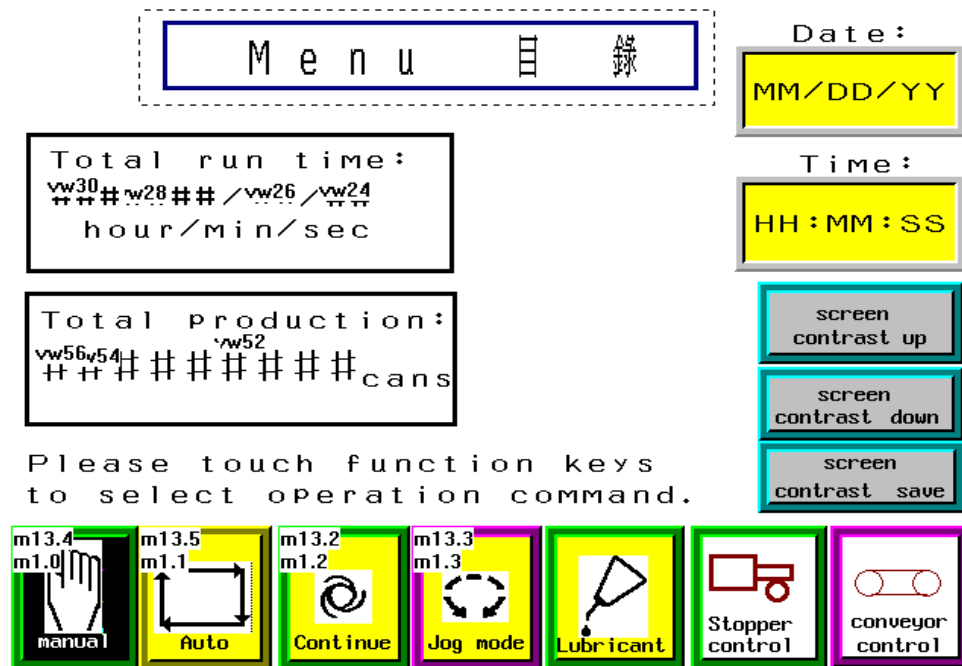 Menu 目錄
Date:
MM/DD/YY
Total run time:
vw30 # vw28 ## / vw26 / vw24
hour/min/sec
Time:
HH:MM:SS
Total production:
vw52
vw56 v54 ####### cans
screen
contrast up
screen
contrast down
screen
contrast save
Please touch function keys
to select operation command.
m13.4
m1.0
manual
m13.5
m1.1
Auto
m13.2
m1.2
Continue
m13.3
m1.3
Jog mode
Lubricant
Stopper
control
conveyor
control